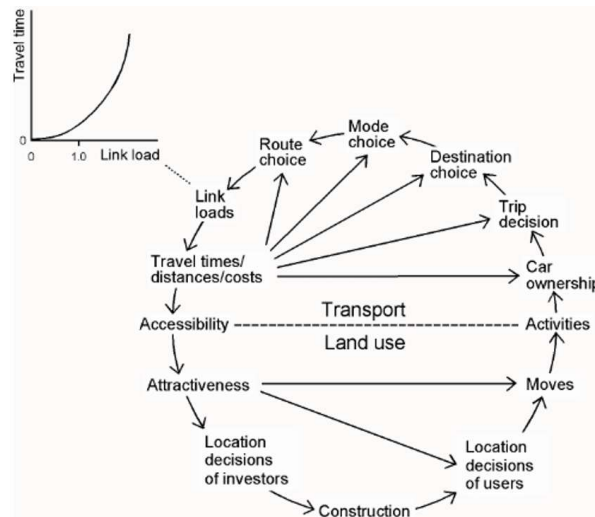 Travel time
0
0
1.0
Link load
Mode
choice
Route
choice
Destination
choice
Link
loads
Trip
decision
Travel times/
distances/costs
Car
ownership
Transport
Accessibility
Activities
Land use
Attractiveness
Moves
Location
decisions
of investors
Location
decisions
of users
Construction